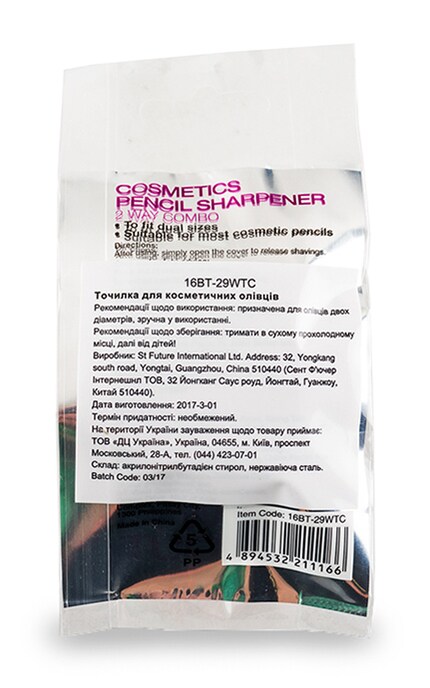 COSMETICS
PENCIL SHARPENER
2 WAY COMBO
• To fit dual sizes
• Suitable for most cosmetic pencils
Directions:
After using, simply open the cover to release shavings.
16BT-29WTC
Точилка для косметичних олівців
Рекомендації щодо використання: призначена для олівців двох
діаметрів, зручна у використанні.
Рекомендації щодо зберігання: тримати в сухому прохолодному
місці, далі від дітей!
Виробник: St Future International Ltd. Address: 32, Yongkang
south road, Yongtai, Guangzhou, China 510440 (Сент Ф'ючер
Інтернешнл ТОВ, 32 Йонгканг Саус роуд, Йонгтай, Гуанжоу,
Китай 510440).
Дата виготовлення: 2017-3-01
Термін придатності: необмежений.
На території України зауваження щодо товару приймає:
ТОВ «ДЦ Україна», Україна, 04655, м. Київ, проспект
Московський, 28-А, тел. (044) 423-07-01
Склад: акрилонітрилбутадієн стирол, нержавіюча сталь.
Batch Code: 03/17
Made in China
5
PP
Item Code: 16BT-29WTC
4 894532 211166